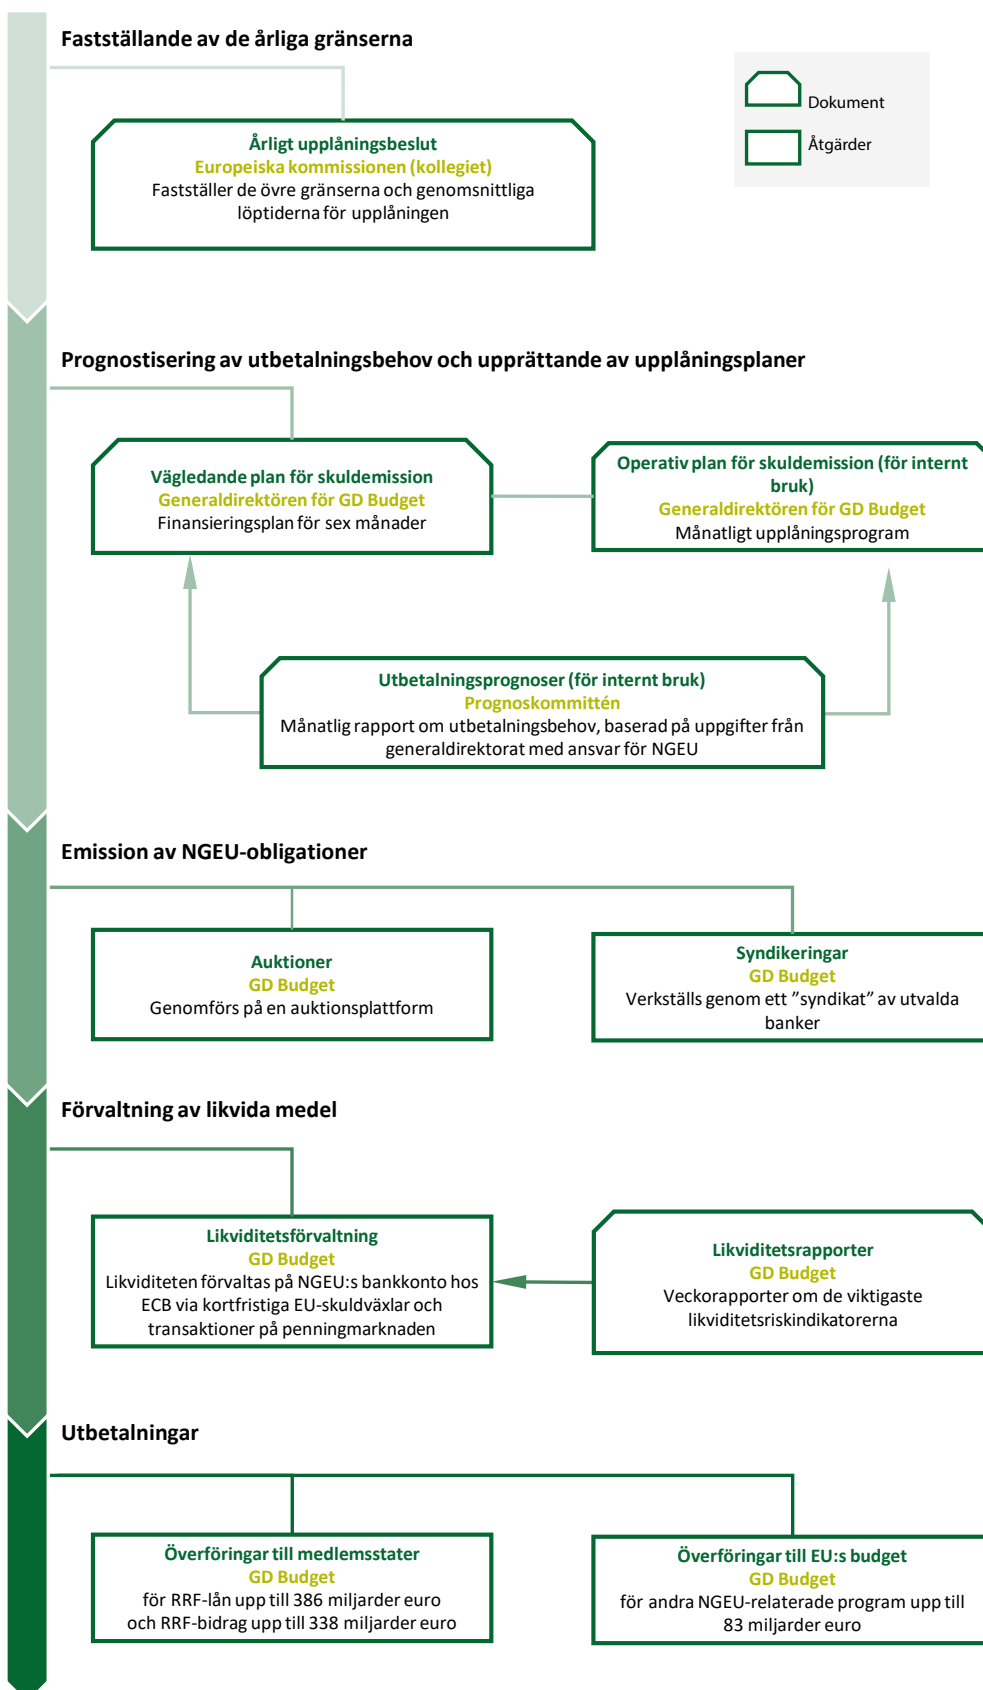 Fastställande av de årliga gränserna
Dokument
Åtgärder
Årligt upplåningsbeslut
Europeiska kommissionen (kollegiet)
Fastställer de övre gränserna och genomsnittliga
löptiderna för upplåningen
Prognostisering av utbetalningsbehov och upprättande av upplåningsplaner
Vägledande plan för skuldemission
Generaldirektören för GD Budget
Finansieringsplan för sex månader
Operativ plan för skuldemission (för internt
bruk)
Generaldirektören för GD Budget
Månatligt upplåningsprogram
Utbetalningsprognoser (för internt bruk)
Prognoskommittén
Månatlig rapport om utbetalningsbehov, baserad på uppgifter från
generaldirektorat med ansvar för NGEU
Emission av NGEU-obligationer
Auktioner
GD Budget
Genomförs på en auktionsplattform
Syndikeringar
GD Budget
Verkställs genom ett ”syndikat” av utvalda
banker
Förvaltning av likvida medel
Likviditetsförvaltning
GD Budget
Likviditeten förvaltas på NGEU:s bankkonto hos
ECB via kortfristiga EU-skuldväxlar och
transaktioner på penningmarknaden
Likviditetsrapporter
GD Budget
Veckorapporter om de viktigaste
likviditetsriskindikatorerna
Utbetalningar
Överföringar till medlemsstater
GD Budget
för RRF-lån upp till 386 miljarder euro
och RRF-bidrag upp till 338 miljarder euro
Överföringar till EU:s budget
GD Budget
för andra NGEU-relaterade program upp till
83 miljarder euro